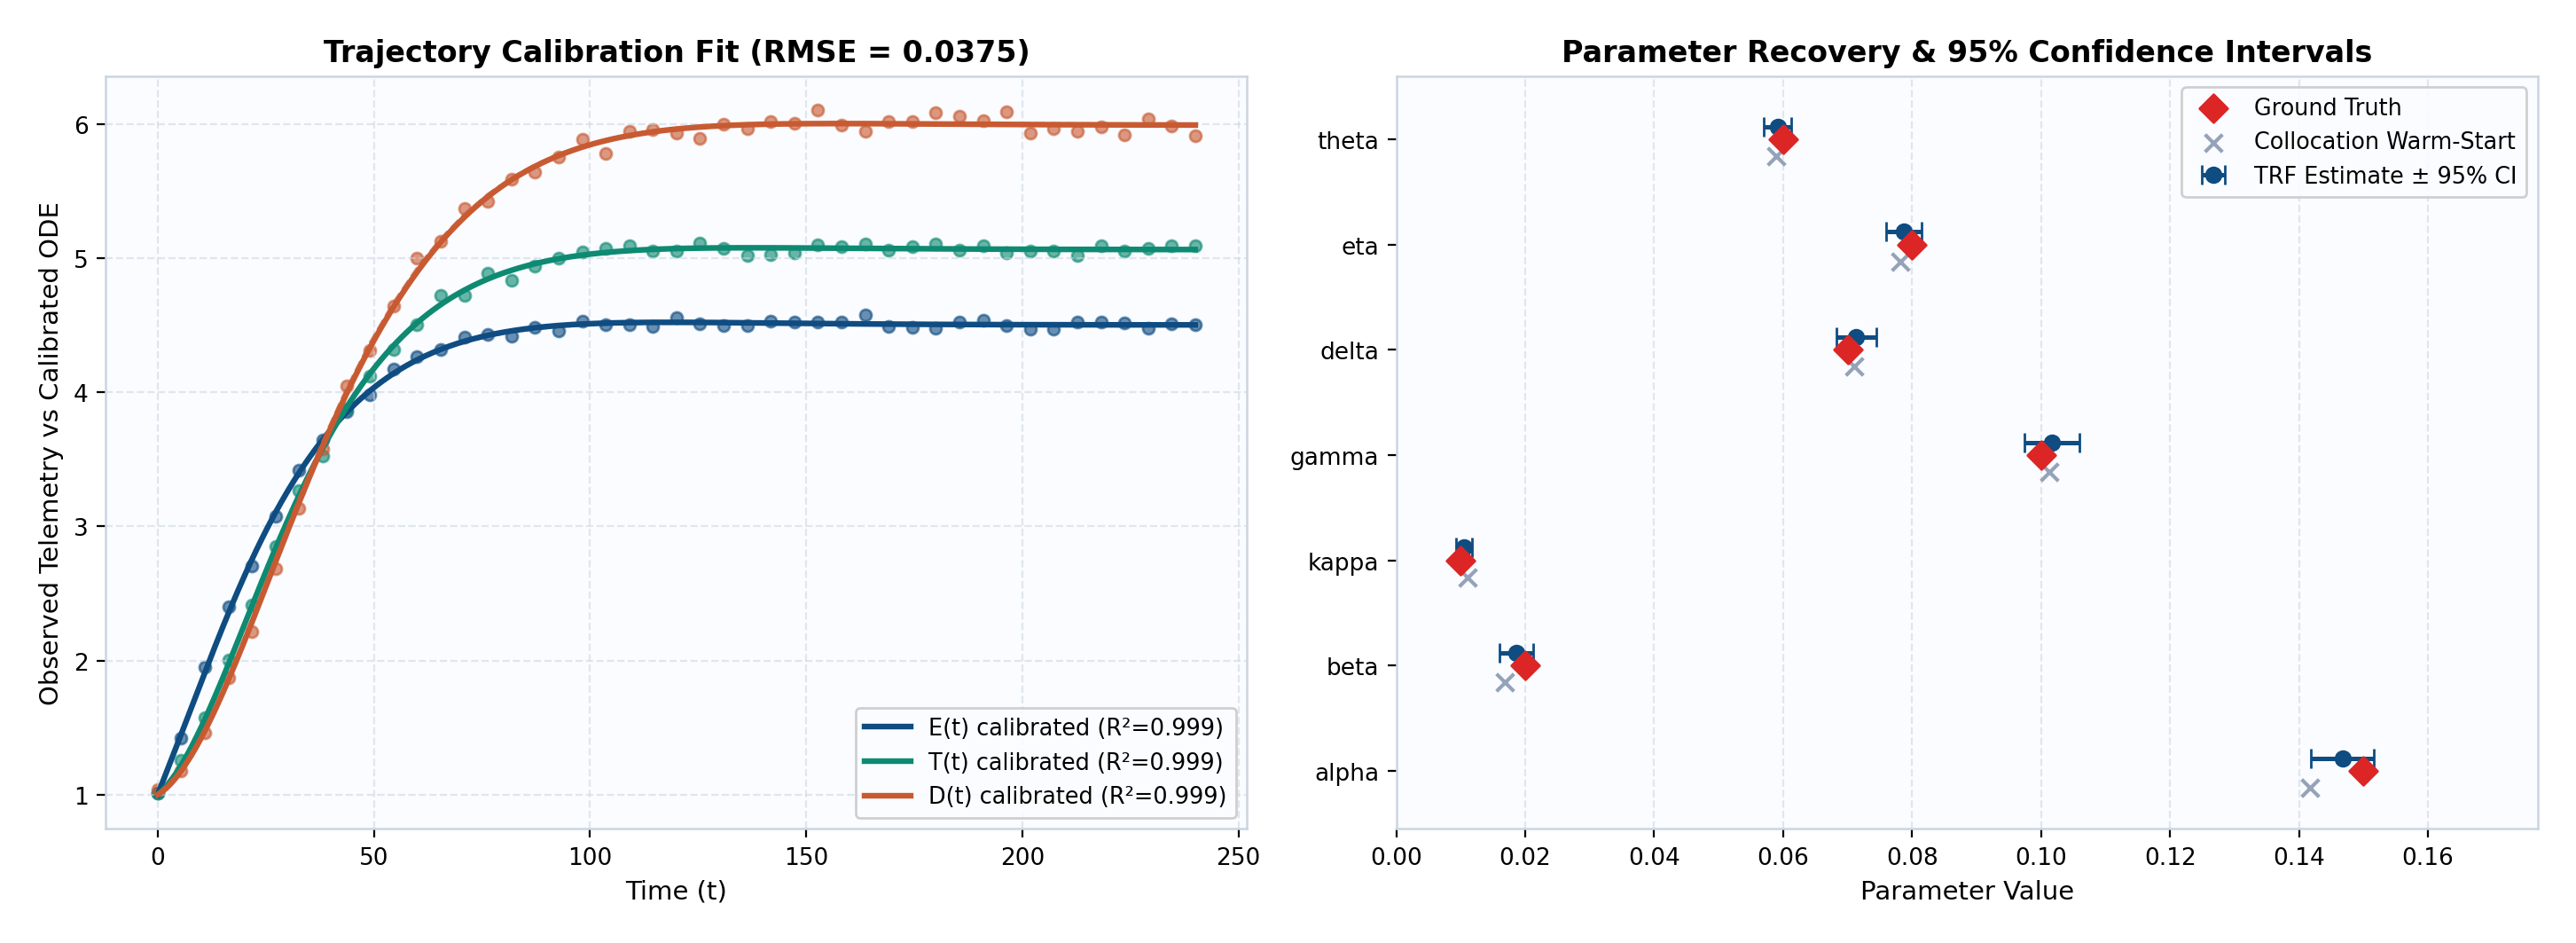 Trajectory Calibration Fit (RMSE = 0.0375)
Observed Telemetry vs Calibrated ODE
6
5
4
3
2
1
0
50
100
150
200
250
Time (t)
E(t) calibrated (R²=0.999)
T(t) calibrated (R²=0.999)
D(t) calibrated (R²=0.999)
Parameter Recovery & 95% Confidence Intervals
Ground Truth
Collocation Warm-Start
TRF Estimate ± 95% CI
theta
eta
delta
gamma
kappa
beta
alpha
0.00
0.02
0.04
0.06
0.08
0.10
0.12
0.14
0.16
Parameter Value